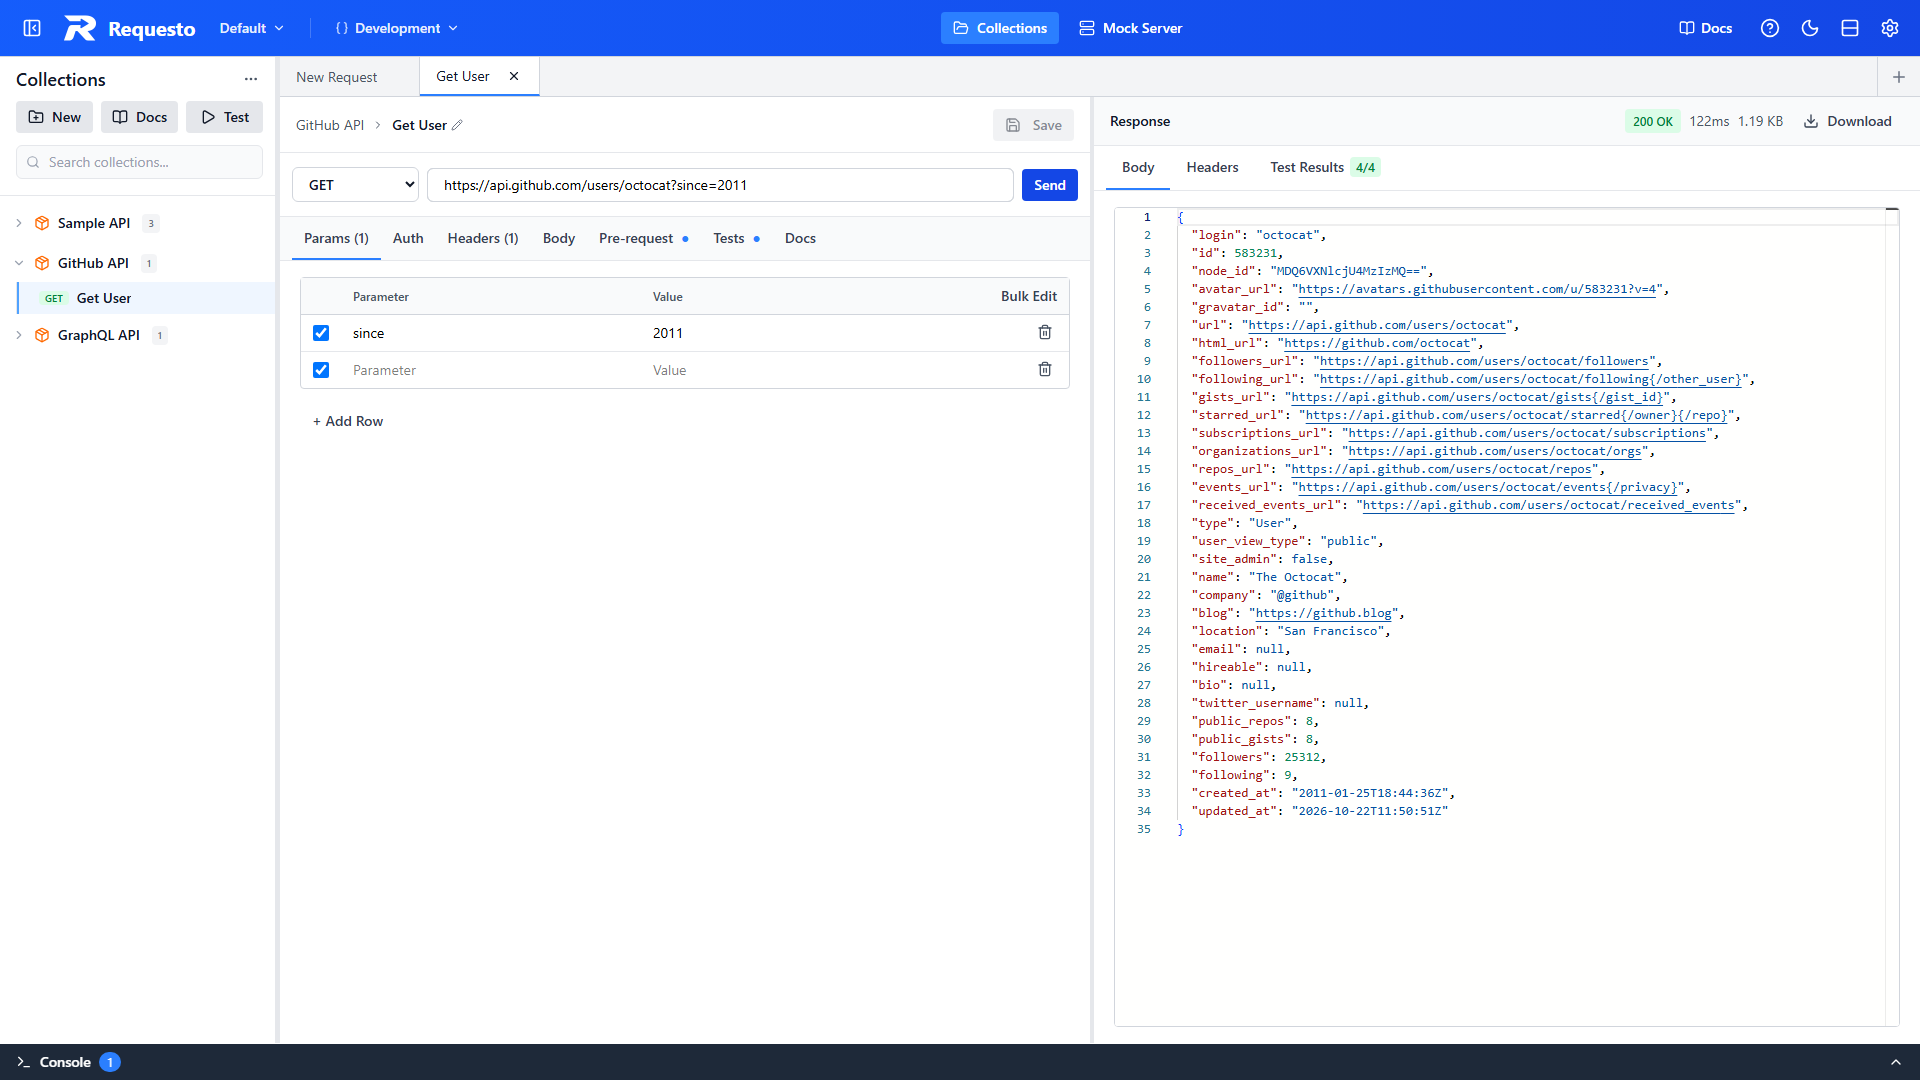 Requesto
Default
{ } Development
Collections
Mock Server
Docs
Collections
...
New
Docs
Test
Search collections...
Sample API 3
GitHub API 1
GET Get User
GraphQL API 1
New Request
Get User
GitHub API > Get User
Save
GET
https://api.github.com/users/octocat?since=2011
Send
Params (1)
Auth
Headers (1)
Body
Pre-request
Tests
Docs
Parameter
Value
Bulk Edit
since
2011
Parameter
Value
+ Add Row
Response
200 OK
122ms
1.19 KB
Download
Body
Headers
Test Results 4/4
1 {
2 "login": "octocat",
3 "id": 583231,
4 "node_id": "MDQ6VXNlcjU4MzIzMQ==",
5 "avatar_url": "https://avatars.githubusercontent.com/u/583231?v=4",
6 "gravatar_id": "",
7 "url": "https://api.github.com/users/octocat",
8 "html_url": "https://github.com/octocat",
9 "followers_url": "https://api.github.com/users/octocat/followers",
10 "following_url": "https://api.github.com/users/octocat/following{/other_user}",
11 "gists_url": "https://api.github.com/users/octocat/gists{/gist_id}",
12 "starred_url": "https://api.github.com/users/octocat/starred{/owner}{/repo}",
13 "subscriptions_url": "https://api.github.com/users/octocat/subscriptions",
14 "organizations_url": "https://api.github.com/users/octocat/orgs",
15 "repos_url": "https://api.github.com/users/octocat/repos",
16 "events_url": "https://api.github.com/users/octocat/events{/privacy}",
17 "received_events_url": "https://api.github.com/users/octocat/received_events",
18 "type": "User",
19 "user_view_type": "public",
20 "site_admin": false,
21 "name": "The Octocat",
22 "company": "@github",
23 "blog": "https://github.blog",
24 "location": "San Francisco",
25 "email": null,
26 "hireable": null,
27 "bio": null,
28 "twitter_username": null,
29 "public_repos": 8,
30 "public_gists": 8,
31 "followers": 25312,
32 "following": 9,
33 "created_at": "2011-01-25T18:44:36Z",
34 "updated_at": "2026-10-22T11:50:51Z"
35 }
Console 1